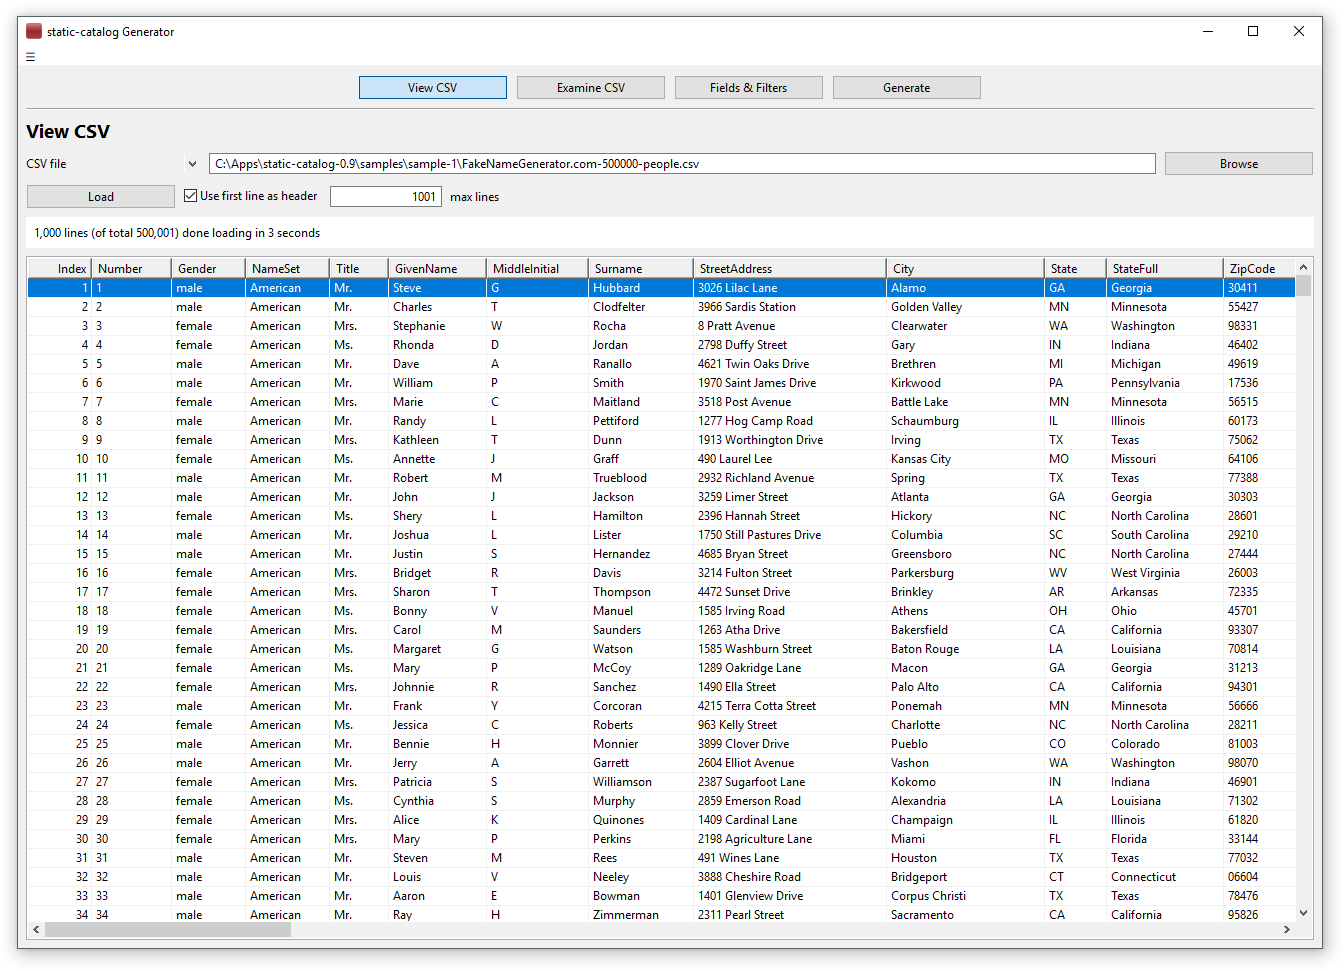 static-catalog Generator
☰
View CSV Examine CSV Fields & Filters Generate
View CSV
CSV file C:\Apps\static-catalog-0.9\samples\sample-1\FakeNameGenerator.com-500000-people.csv Browse
Load Use first line as header 1001 max lines
1,000 lines (of total 500,001) done loading in 3 seconds
Index Number Gender NameSet Title GivenName MiddleInitial Surname StreetAddress City State StateFull ZipCode
1 1 male American Mr. Steve G Hubbard 3026 Lilac Lane Alamo GA Georgia 30411
2 2 male American Mr. Charles T Clodfelter 3966 Sardis Station Golden Valley MN Minnesota 55427
3 3 female American Mrs. Stephanie W Rocha 8 Pratt Avenue Clearwater WA Washington 98331
4 4 female American Ms. Rhonda D Jordan 2798 Duffy Street Gary IN Indiana 46402
5 5 male American Mr. Dave A Ranallo 4621 Twin Oaks Drive Brethren MI Michigan 49619
6 6 male American Mr. William P Smith 1970 Saint James Drive Kirkwood PA Pennsylvania 17536
7 7 female American Mrs. Marie C Maitland 3518 Post Avenue Battle Lake MN Minnesota 56515
8 8 male American Mr. Randy L Pettiford 1277 Hog Camp Road Schaumburg IL Illinois 60173
9 9 female American Mrs. Kathleen T Dunn 1913 Worthington Drive Irving TX Texas 75062
10 10 female American Ms. Annette J Graff 490 Laurel Lee Kansas City MO Missouri 64106
11 11 male American Mr. Robert M Trueblood 2932 Richland Avenue Spring TX Texas 77388
12 12 male American Mr. John J Jackson 3259 Limer Street Atlanta GA Georgia 30303
13 13 female American Ms. Shery L Hamilton 2396 Hannah Street Hickory NC North Carolina 28601
14 14 male American Mr. Joshua L Lister 1750 Still Pastures Drive Columbia SC South Carolina 29210
15 15 male American Mr. Justin S Hernandez 4685 Bryan Street Greensboro NC North Carolina 27444
16 16 female American Mrs. Bridget R Davis 3214 Fulton Street Parkersburg WV West Virginia 26003
17 17 female American Mrs. Sharon T Thompson 4472 Sunset Drive Brinkley AR Arkansas 72335
18 18 female American Ms. Bonny V Manuel 1585 Irving Road Athens OH Ohio 45701
19 19 female American Mrs. Carol M Saunders 1263 Atha Drive Bakersfield CA California 93307
20 20 female American Ms. Margaret G Watson 1585 Washburn Street Baton Rouge LA Louisiana 70814
21 21 female American Ms. Mary P McCoy 1289 Oakridge Lane Macon GA Georgia 31213
22 22 female American Mrs. Johnnie R Sanchez 1490 Ella Street Palo Alto CA California 94301
23 23 male American Mr. Frank Y Corcoran 4215 Terra Cotta Street Ponemah MN Minnesota 56666
24 24 female American Ms. Jessica C Roberts 963 Kelly Street Charlotte NC North Carolina 28211
25 25 male American Mr. Bennie H Monnier 3899 Clover Drive Pueblo CO Colorado 81003
26 26 male American Mr. Jerry A Garrett 2604 Elliot Avenue Vashon WA Washington 98070
27 27 female American Mrs. Patricia S Williamson 2387 Sugarfoot Lane Kokomo IN Indiana 46901
28 28 female American Ms. Cynthia S Murphy 2859 Emerson Road Alexandria LA Louisiana 71302
29 29 female American Mrs. Alice K Quinones 1409 Cardinal Lane Champaign IL Illinois 61820
30 30 female American Mrs. Mary P Perkins 2198 Agriculture Lane Miami FL Florida 33144
31 31 male American Mr. Steven M Rees 491 Wines Lane Houston TX Texas 77032
32 32 male American Mr. Louis V Neeley 3888 Cheshire Road Bridgeport CT Connecticut 06604
33 33 male American Mr. Aaron E Bowman 1401 Glenview Drive Corpus Christi TX Texas 78476
34 34 male American Mr. Ray H Zimmerman 2311 Pearl Street Sacramento CA California 95826